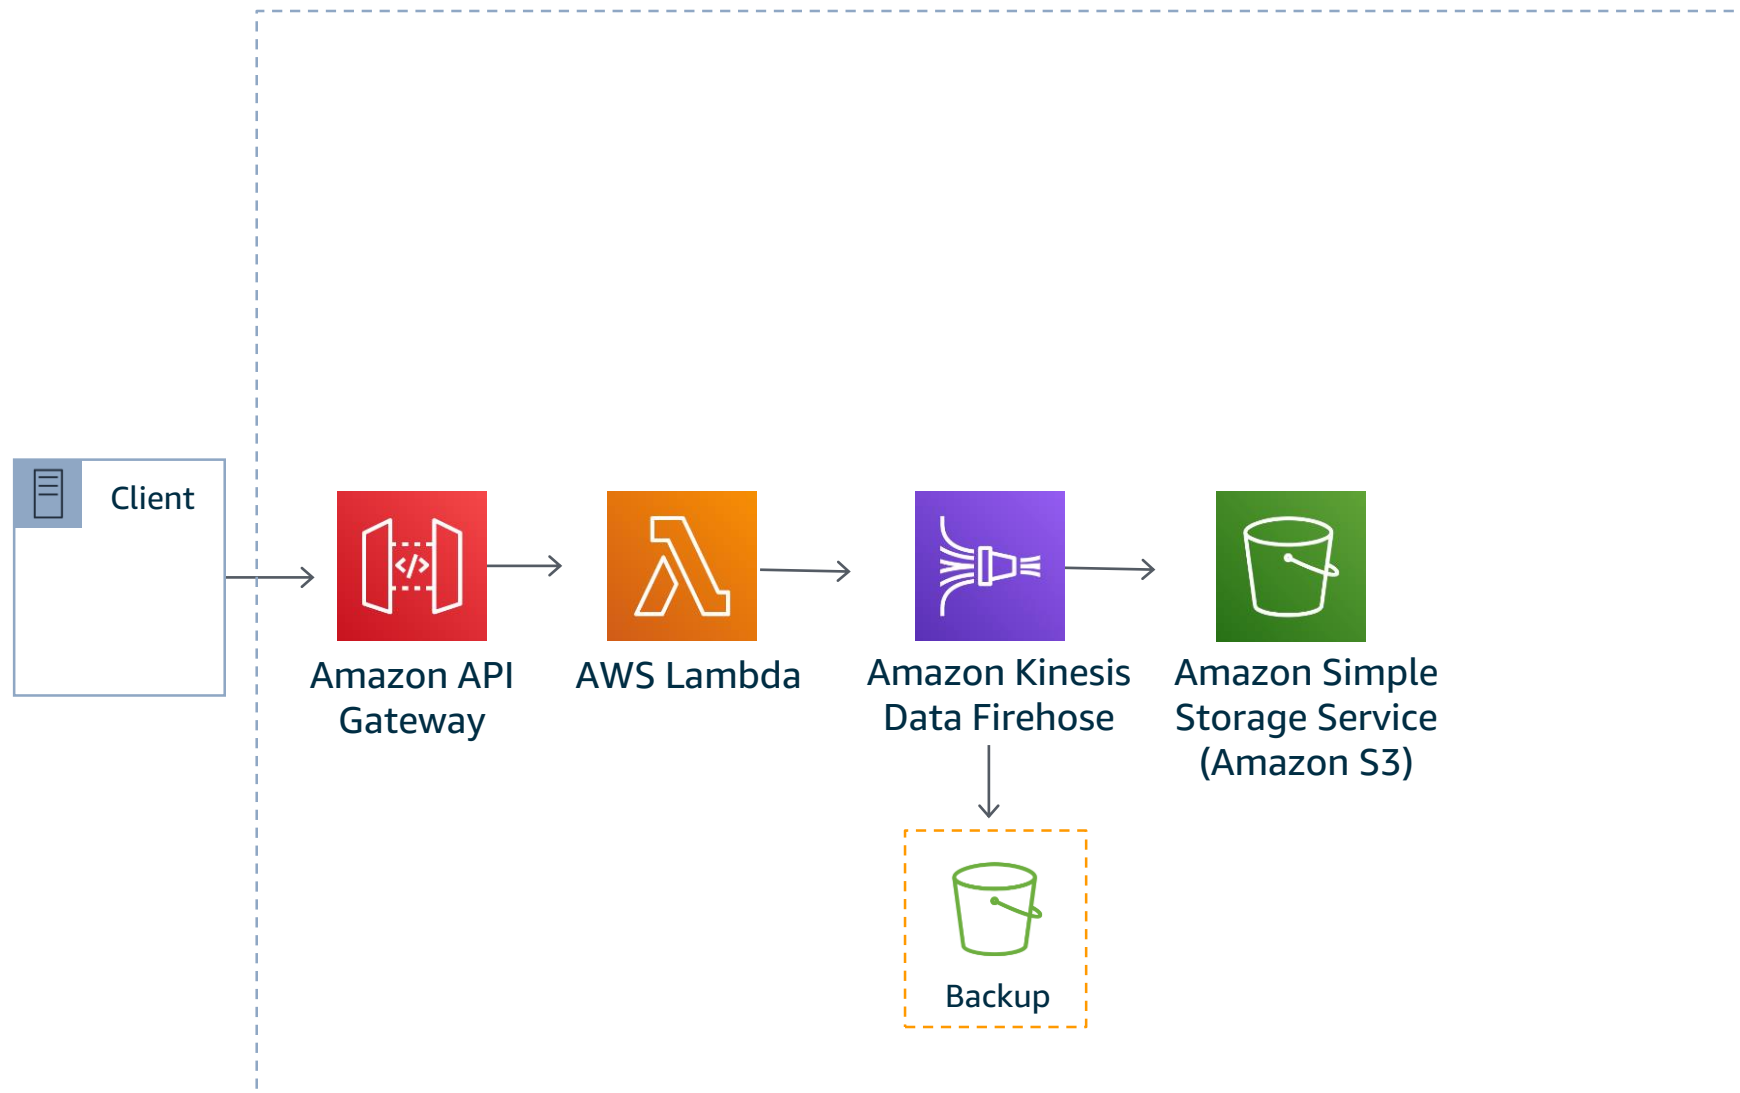 Client
Amazon API
Gateway
AWS Lambda
Amazon Kinesis
Data Firehose
Amazon Simple
Storage Service
(Amazon S3)
Backup